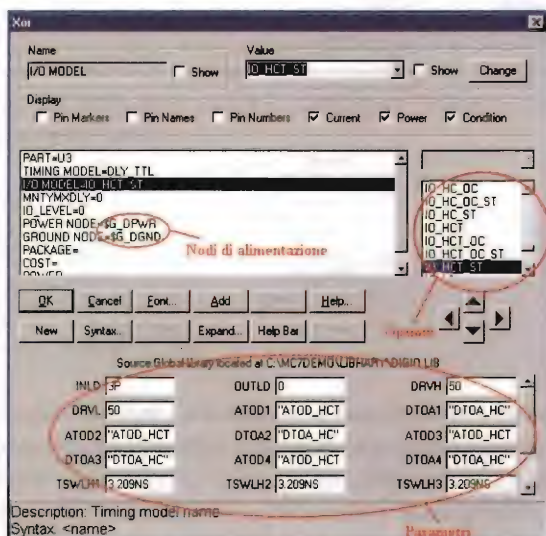 Xor
Name
Value
I/O MODEL
Show
IO_HCT_ST
Show
Change
Display
Pin Markers
Pin Names
Pin Numbers
Current
Power
Condition
PART=U3
TIMING MODEL=DLY_TTL
I/O MODEL=IO_HCT_ST
MNTYMXDLY=0
IO_LEVEL=0
POWER NODE=$G_DPWR
GROUND NODE=$G_DGND
PACKAGE=
COST=
POWER
Nodi di alimentazione
IO_HC_OC
IO_HC_OC_ST
IO_HC_ST
IO_HCT
IO_HCT_OC
IO_HCT_OC_ST
IO_HCT_ST
OK
Cancel
Font...
Add
Help...
New
Syntax..
Expand..
Help Bar
Source:Global library located at C:\MC7DEMO\LIBRARY\DIGIO.LIB
INLD 3P
OUTLD 0
DRVH 50
DRVL 50
ATOD1 "ATOD_HCT
DTOA1 "DTOA_HC"
ATOD2 "ATOD_HCT
DTOA2 "DTOA_HC"
ATOD3 "ATOD_HCT
DTOA3 "DTOA_HC"
ATOD4 "ATOD_HCT
DTOA4 "DTOA_HC"
TSWLH1 3.209NS
TSWLH2 3.209NS
TSWLH3 3.209NS
Description: Timing model name
Syntax: <name>
Parametri